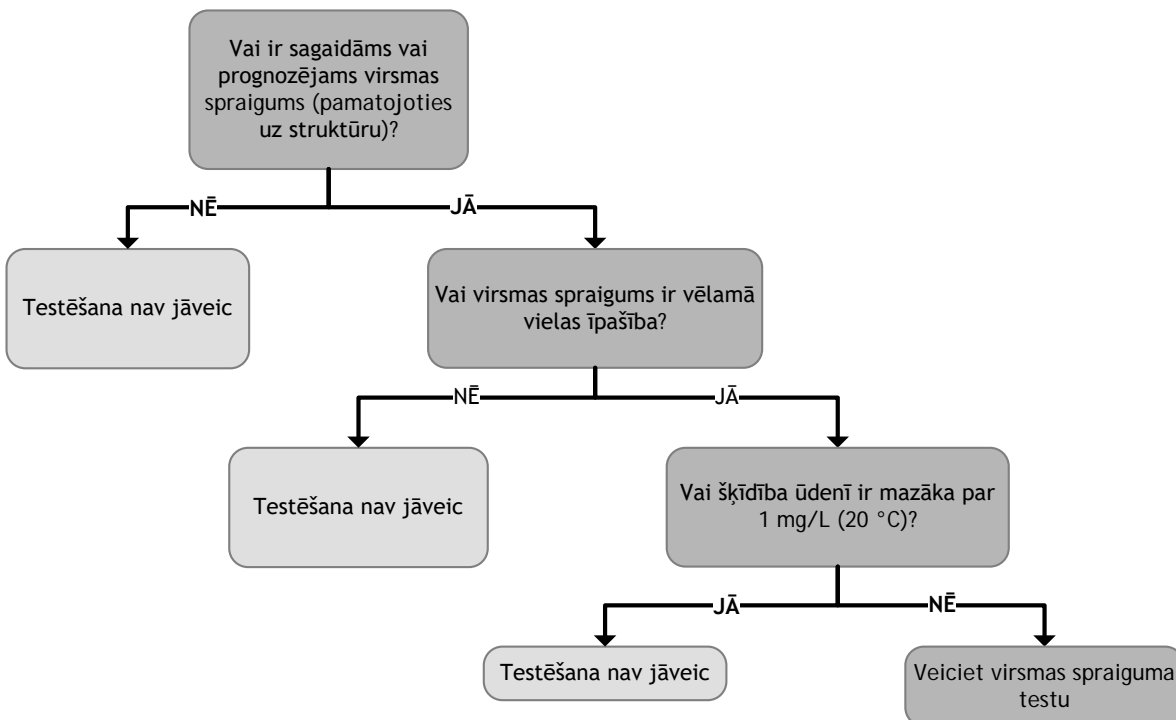 Vai ir sagaidāms vai
prognozējams virsmas
spraigums (pamatojoties
uz struktūru)?
NĒ
JĀ
Testēšana nav jāveic
Vai virsmas spraigums ir vēlamā
vielas īpašība?
NĒ
JĀ
Testēšana nav jāveic
Vai šķīdība ūdenī ir mazāka par
1 mg/L (20 °C)?
JĀ
NĒ
Testēšana nav jāveic
Veiciet virsmas spraiguma
testu